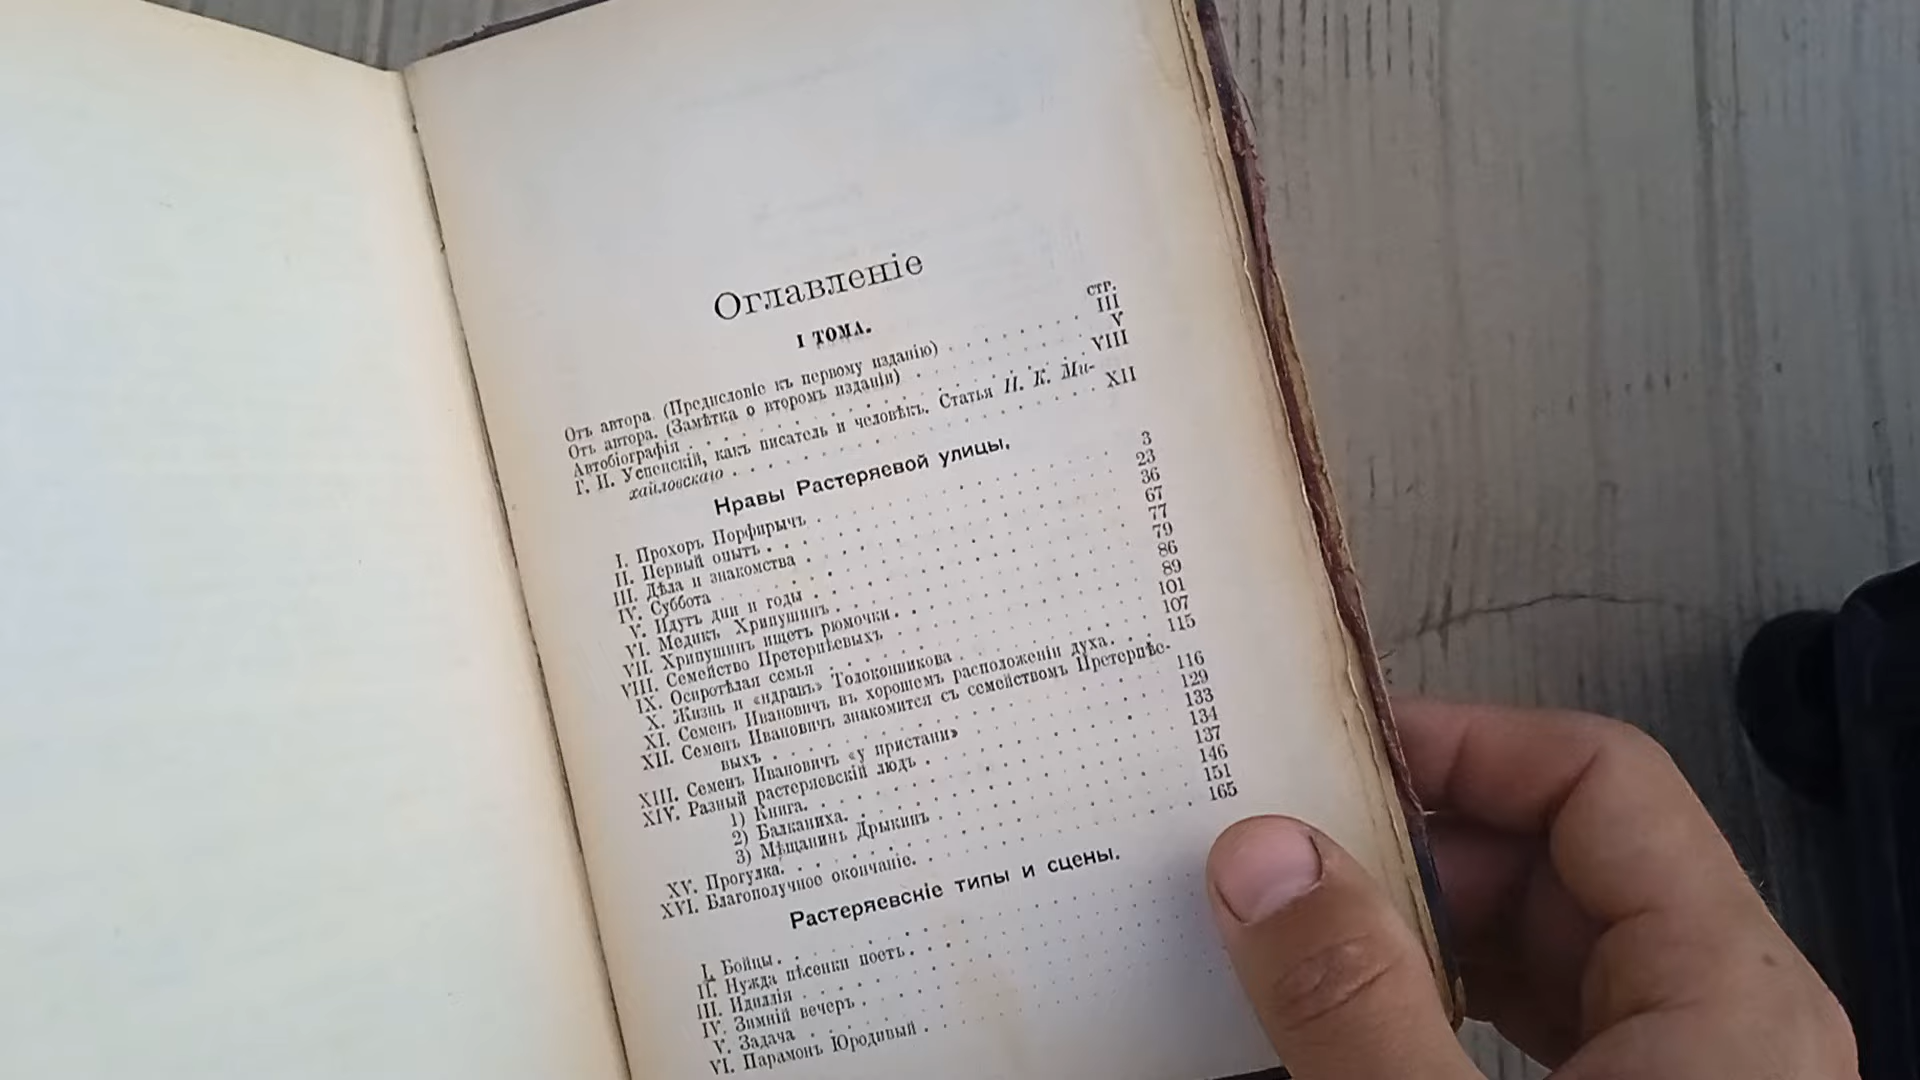 Оглавленіе
I ТОМА.
стр.
Отъ автора. (Предисловіе къ первому изданію) . . . . . . . III
Отъ автора. (Замѣтка о второмъ изданіи) . . . . . . . . V
Автобіографія . . . . . . . . . . . . . . . . VIII
Г. И. Успенскій, какъ писатель и человѣкъ. Статья Н. К. Ми-
хайловскаго . . . . . . . . . . . . . . . . XII
Нравы Растеряевой улицы.
I. Прохоръ Порфирычъ . . . . . . . . . . . . 3
II. Первый опытъ . . . . . . . . . . . . . . 23
III. Дѣла и знакомства . . . . . . . . . . . . . 36
IV. Суббота . . . . . . . . . . . . . . . . 67
V. Идутъ дни и годы . . . . . . . . . . . . . 77
VI. Медикъ Хрипушинъ . . . . . . . . . . . . . 79
VII. Хрипушинъ ищетъ рюмочки . . . . . . . . . . 86
VIII. Семейство Претерпѣевыхъ . . . . . . . . . . 89
IX. Осиротѣлая семья . . . . . . . . . . . . . 101
X. Жизнь и «ндравъ» Толоконникова . . . . . . . . 107
XI. Семенъ Ивановичъ въ хорошемъ расположеніи духа. . . 115
XII. Семенъ Ивановичъ знакомится съ семействомъ Претерпѣе-
выхъ . . . . . . . . . . . . . . . . 116
XIII. Семенъ Ивановичъ «у пристани» . . . . . . . . 129
XIV. Разный растеряевскій людъ . . . . . . . . . . 133
1) Книга. . . . . . . . . . . . . . . . 134
2) Балканиха. . . . . . . . . . . . . . . 137
3) Мѣщанинъ Дрыкинъ . . . . . . . . . . . 146
XV. Прогулка. . . . . . . . . . . . . . . . 151
XVI. Благополучное окончаніе. . . . . . . . . . . 165
Растеряевскіе типы и сцены.
I. Бойцы. . . . . . . . . . . . . . . .
II. Нужда пѣсенки поетъ. . . . . . . . . . .
III. Идиллія . . . . . . . . . . . . . . .
IV. Зимній вечеръ . . . . . . . . . . . . .
V. Задача . . . . . . . . . . . . . . .
VI. Парамонъ Юродивый . . . . . . . . . . .